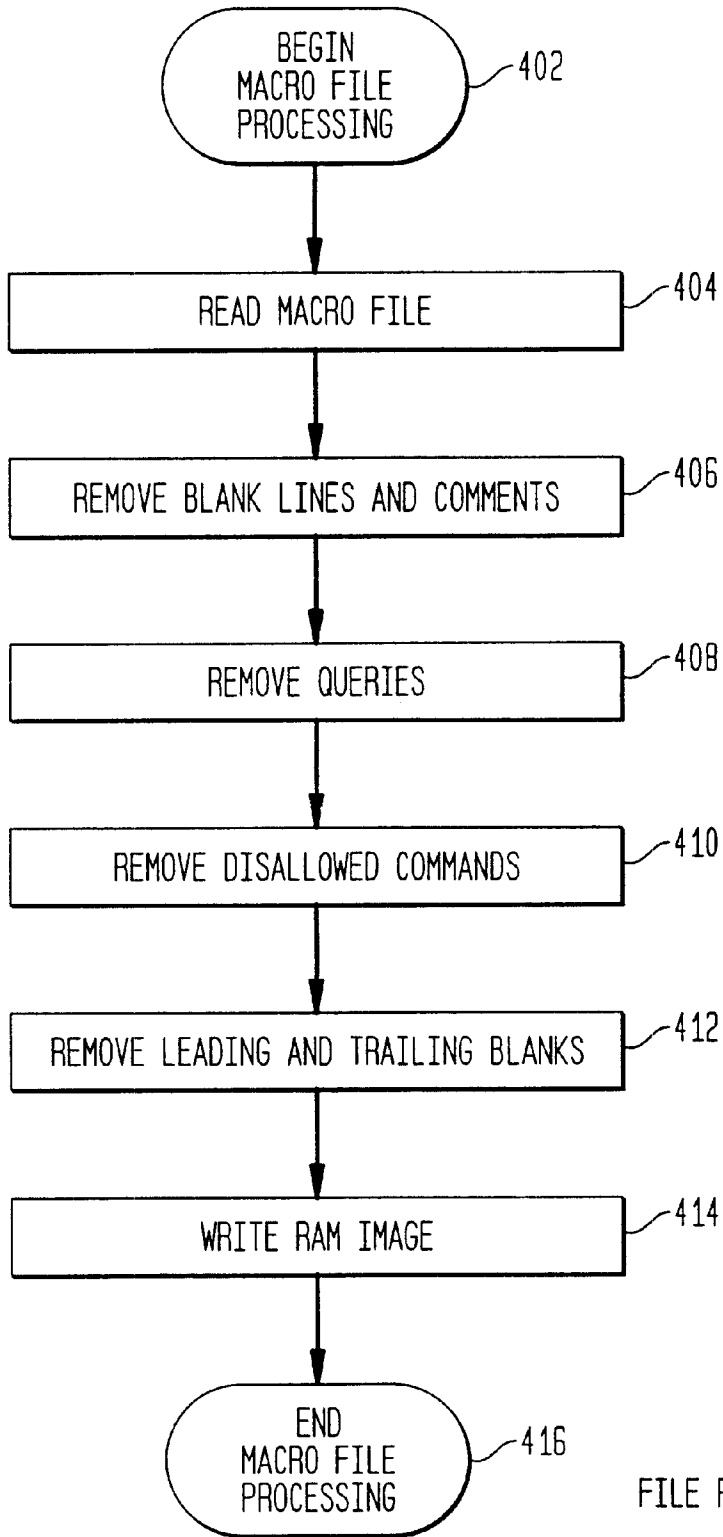 BEGIN
MACRO FILE
PROCESSING
402
READ MACRO FILE
404
REMOVE BLANK LINES AND COMMENTS
406
REMOVE QUERIES
408
REMOVE DISALLOWED COMMANDS
410
REMOVE LEADING AND TRAILING BLANKS
412
WRITE RAM IMAGE
414
END
MACRO FILE
PROCESSING
416
FILE